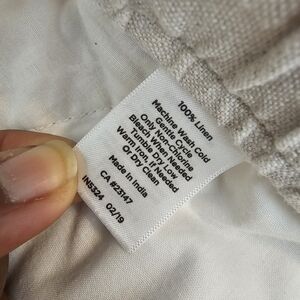 100% Linen
Machine Wash Cold
Gentle Cycle
Only Non-Chlorine
Bleach When Needed
Tumble Dry Low
Warm Iron, If Needed
Or Dry Clean
Made in India
CA #23147
IN5324 02/19